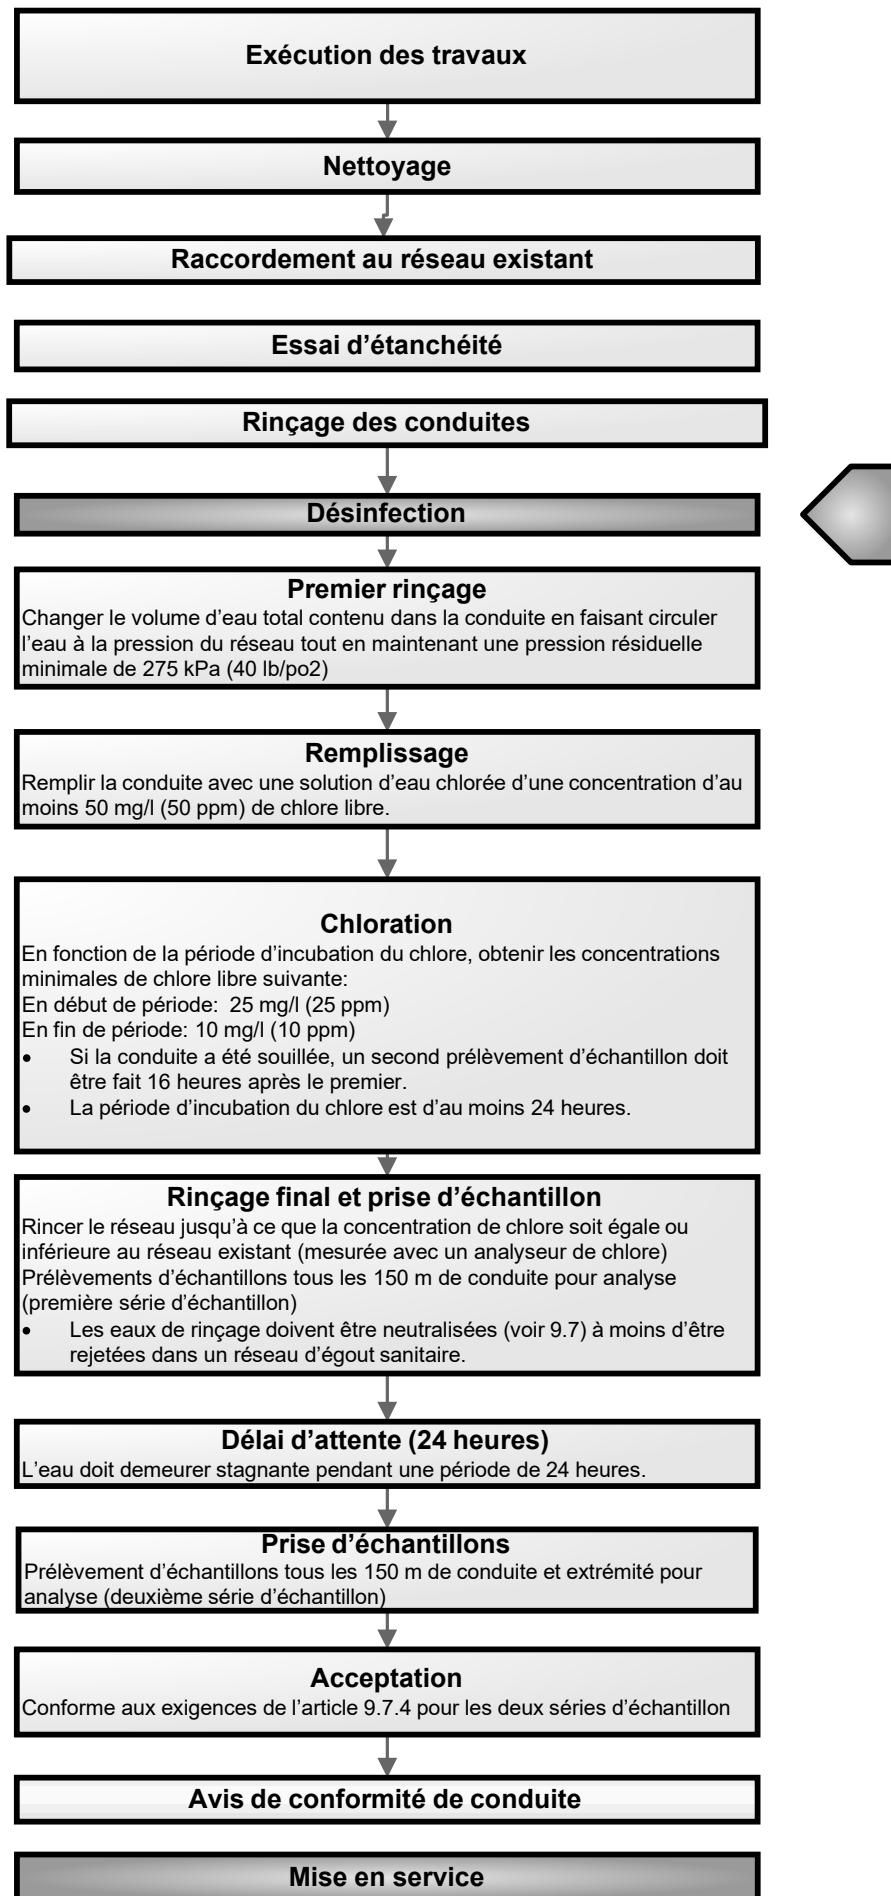 Exécution des travaux
Nettoyage
Raccordement au réseau existant
Essai d’étanchéité
Rinçage des conduites
Désinfection
Premier rinçage
Changer le volume d’eau total contenu dans la conduite en faisant circuler
l’eau à la pression du réseau tout en maintenant une pression résiduelle
minimale de 275 kPa (40 lb/po2)
Remplissage
Remplir la conduite avec une solution d’eau chlorée d’une concentration d’au
moins 50 mg/l (50 ppm) de chlore libre.
Chloration
En fonction de la période d’incubation du chlore, obtenir les concentrations
minimales de chlore libre suivante:
En début de période:  25 mg/l (25 ppm)
En fin de période: 10 mg/l (10 ppm)
• Si la conduite a été souillée, un second prélèvement d’échantillon doit
être fait 16 heures après le premier.
• La période d’incubation du chlore est d’au moins 24 heures.
Rinçage final et prise d’échantillon
Rincer le réseau jusqu’à ce que la concentration de chlore soit égale ou
inférieure au réseau existant (mesurée avec un analyseur de chlore)
Prélèvements d’échantillons tous les 150 m de conduite pour analyse
(première série d’échantillon)
• Les eaux de rinçage doivent être neutralisées (voir 9.7) à moins d’être
rejetées dans un réseau d’égout sanitaire.
Délai d’attente (24 heures)
L’eau doit demeurer stagnante pendant une période de 24 heures.
Prise d’échantillons
Prélèvement d’échantillons tous les 150 m de conduite et extrémité pour
analyse (deuxième série d’échantillon)
Acceptation
Conforme aux exigences de l’article 9.7.4 pour les deux séries d’échantillon
Avis de conformité de conduite
Mise en service